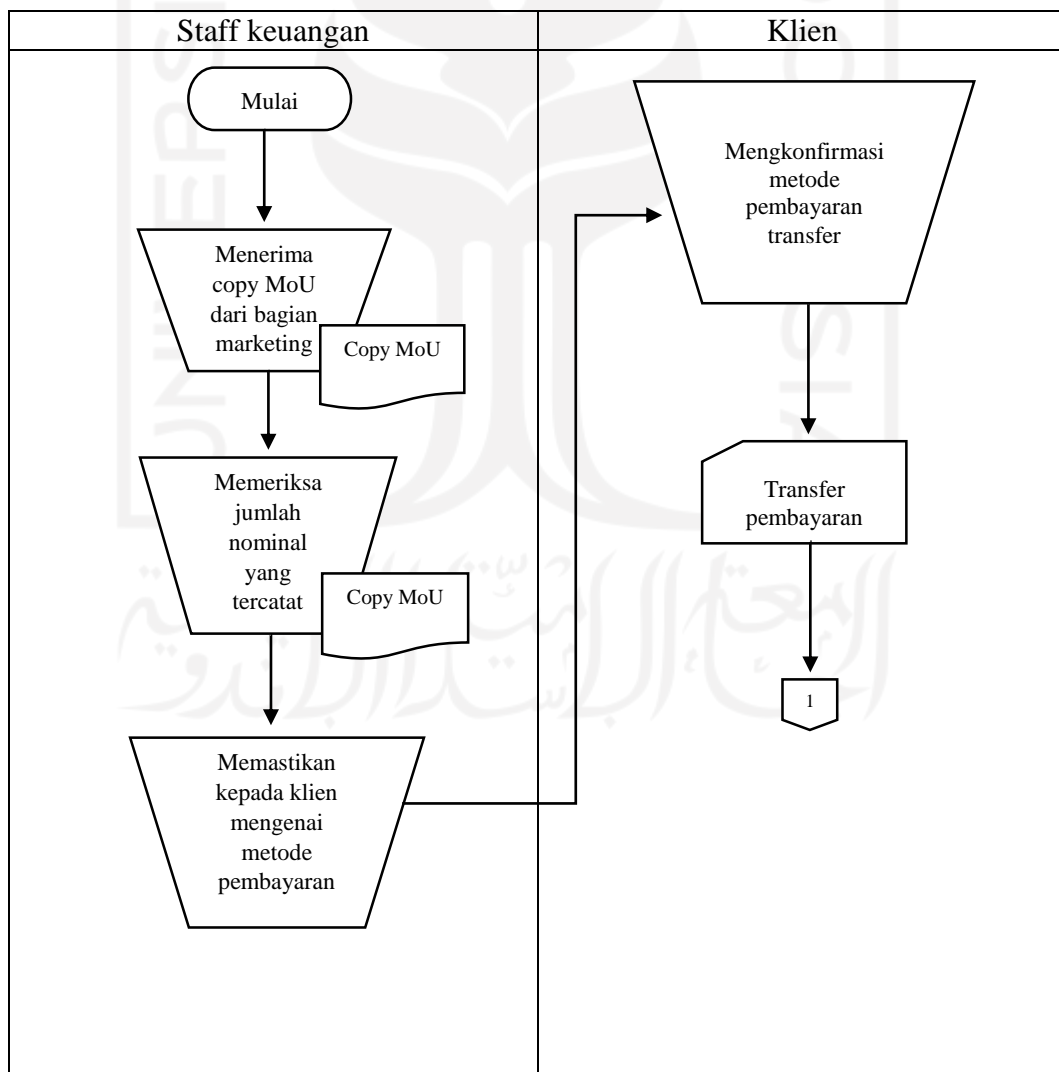 Staff keuangan
Klien
Mulai
Menerima
copy MoU
dari bagian
marketing
Copy MoU
Memeriksa
jumlah
nominal
yang
tercatat
Copy MoU
Memastikan
kepada klien
mengenai
metode
pembayaran
Mengkonfirmasi
metode
pembayaran
transfer
Transfer
pembayaran
1